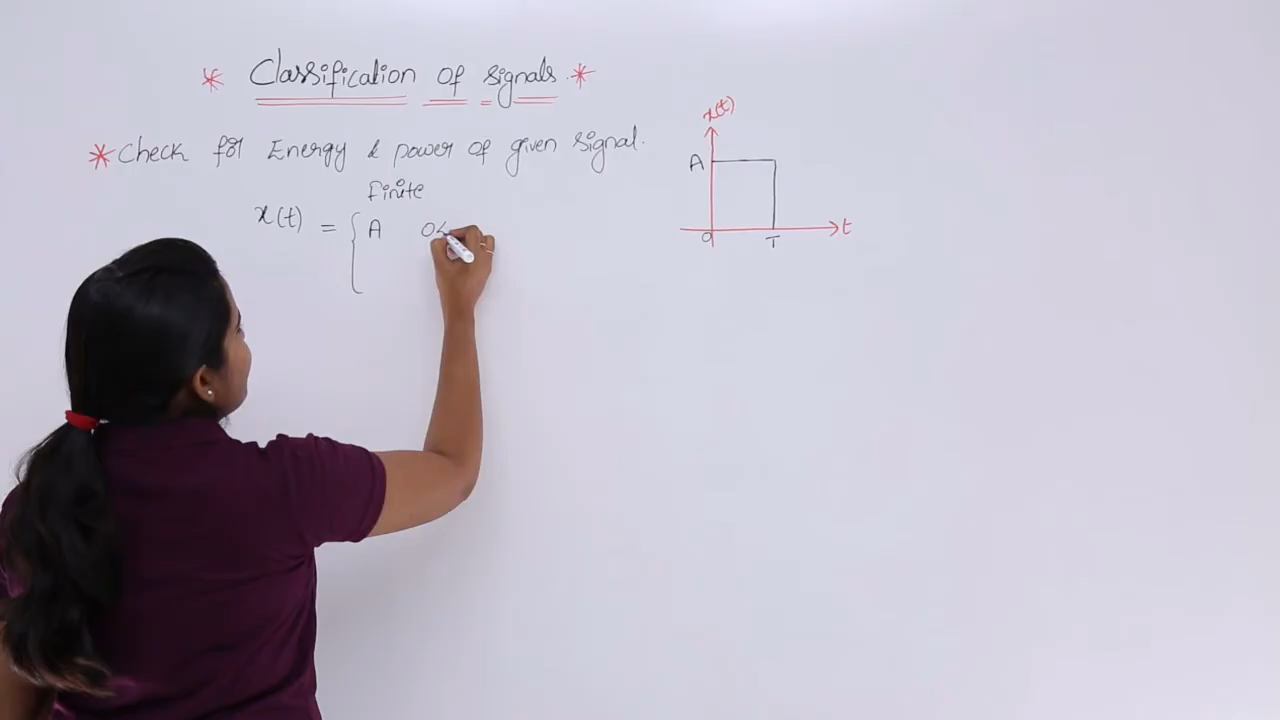 * Classification of signals *
* Check for Energy & power of given signal.
Finite
x(t) = { A 0<
x(t)
A
0 T t